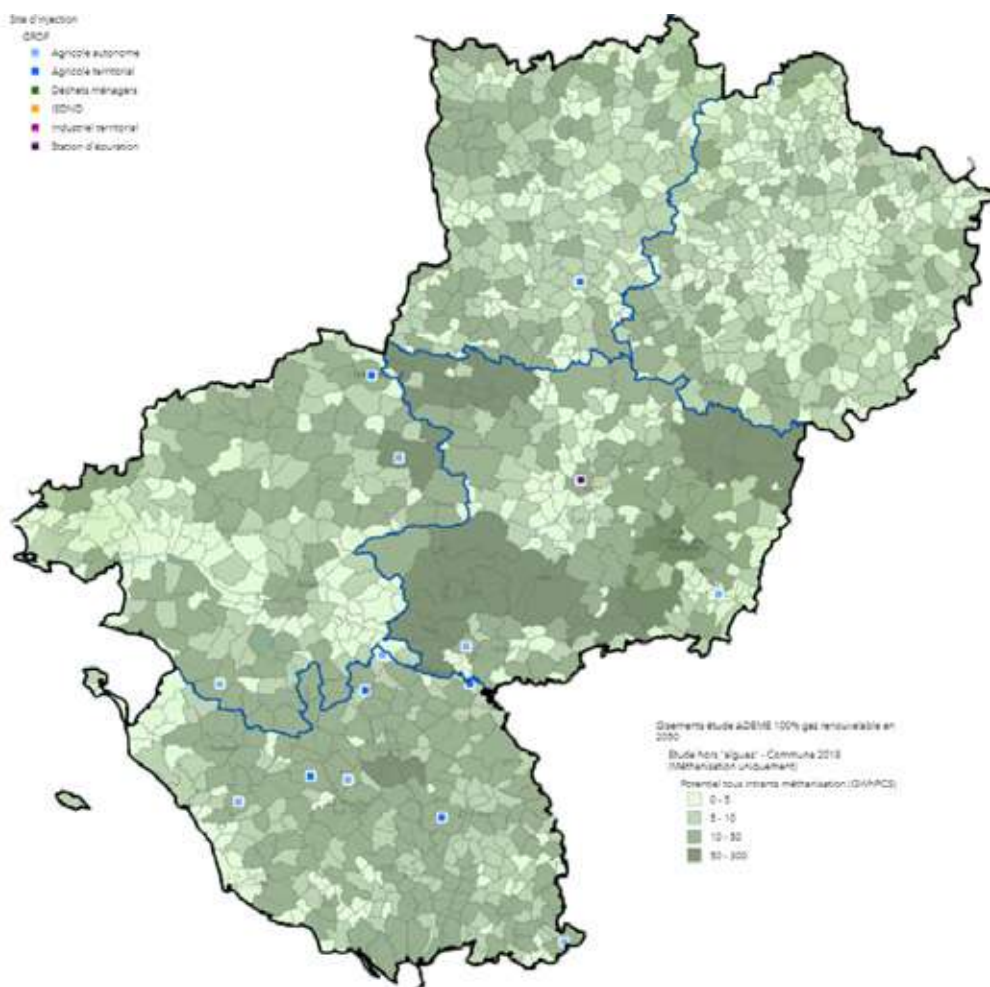 Site d'injection
GRDF
Agricole autonome
Agricole territorial
Déchets ménagers
ISDND
Industriel territorial
Station d'épuration
Gisements étude ADEME 100% gaz renouvelable en
2050
Etude hors "algues" - Commune 2018
(Méthanisation uniquement)
Potentiel tous intrants méthanisation (GWhPCS)
0 - 5
5 - 10
10 - 50
50 - 300